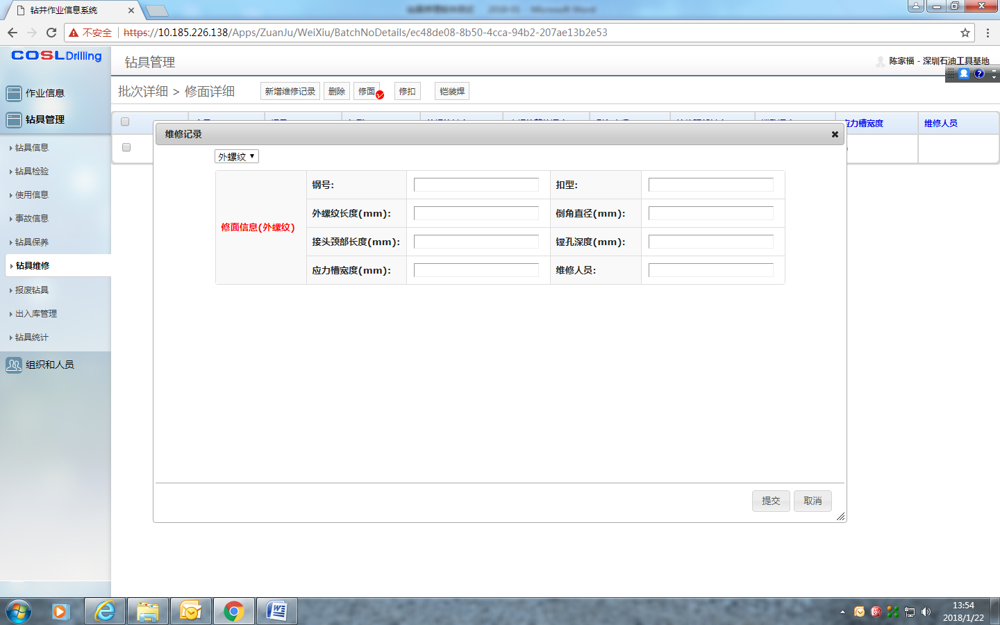 钻井作业信息系统
不安全 https://10.185.226.138/Apps/ZuanJu/WeiXiu/BatchNoDetails/ec48de08-8b50-4cca-94b2-207ae13b2e53
COSL Drilling
钻具管理
陈家福 - 深圳石油工具基地
作业信息
钻具管理
钻具信息
钻具检验
使用信息
事故信息
钻具保养
钻具维修
报废钻具
出入库管理
钻具统计
组织和人员
批次详细 > 修面详细
新增维修记录 删除 修面 修扣 铠装焊
应力槽宽度 维修人员
维修记录
外螺纹
修面信息(外螺纹)
钢号: 扣型:
外螺纹长度(mm): 倒角直径(mm):
接头颈部长度(mm): 镗孔深度(mm):
应力槽宽度(mm): 维修人员:
提交 取消
13:54
2018/1/22